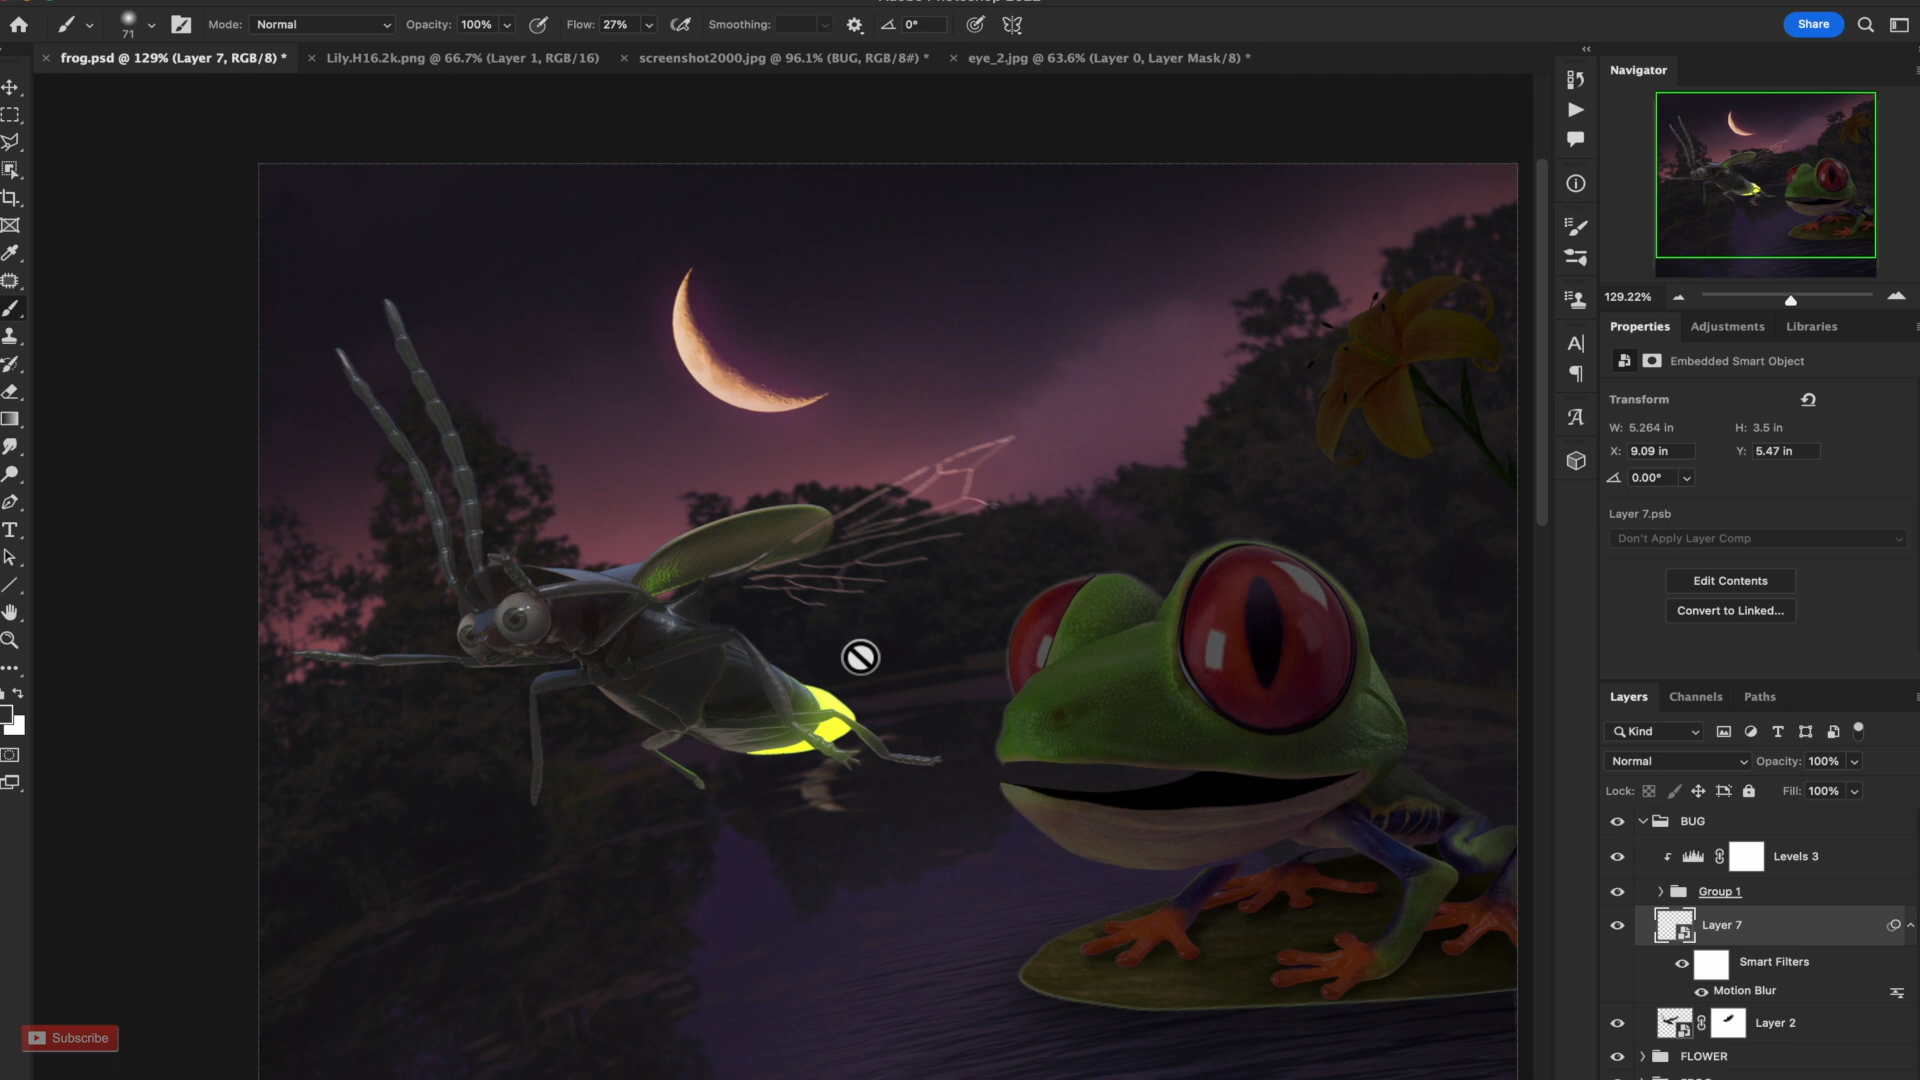 71
Mode: Normal
Opacity: 100%
Flow: 27%
Smoothing:
0°
Share
frog.psd @ 129% (Layer 7, RGB/8) *
Lily.H16.2k.png @ 66.7% (Layer 1, RGB/16)
screenshot2000.jpg @ 96.1% (BUG, RGB/8#) *
eye_2.jpg @ 63.6% (Layer 0, Layer Mask/8) *
Navigator
129.22%
Properties Adjustments Libraries
Embedded Smart Object
Transform
W: 5.264 in H: 3.5 in
X: 9.09 in Y: 5.47 in
0.00°
Layer 7.psb
Don't Apply Layer Comp
Edit Contents
Convert to Linked...
Layers Channels Paths
Kind
Normal Opacity: 100%
Lock: Fill: 100%
BUG
Levels 3
Group 1
Layer 7
Smart Filters
Motion Blur
Layer 2
FLOWER
Subscribe